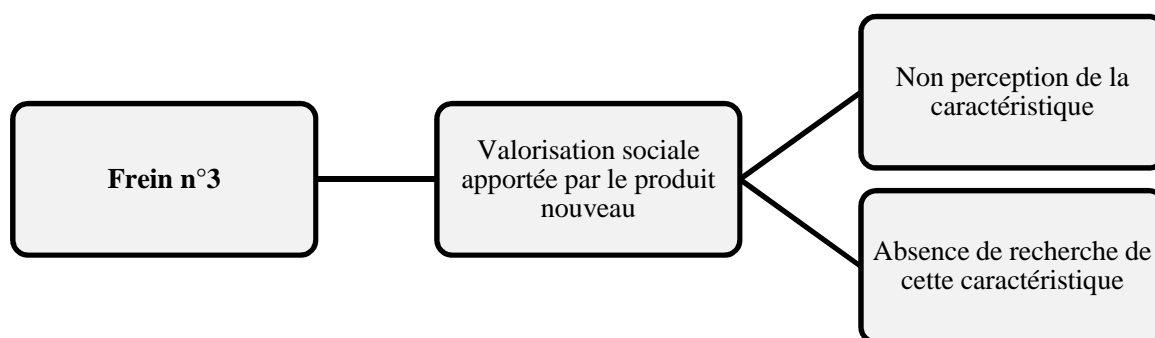 Frein n°3
Valorisation sociale
apportée par le produit
nouveau
Non perception de la
caractéristique
Absence de recherche de
cette caractéristique